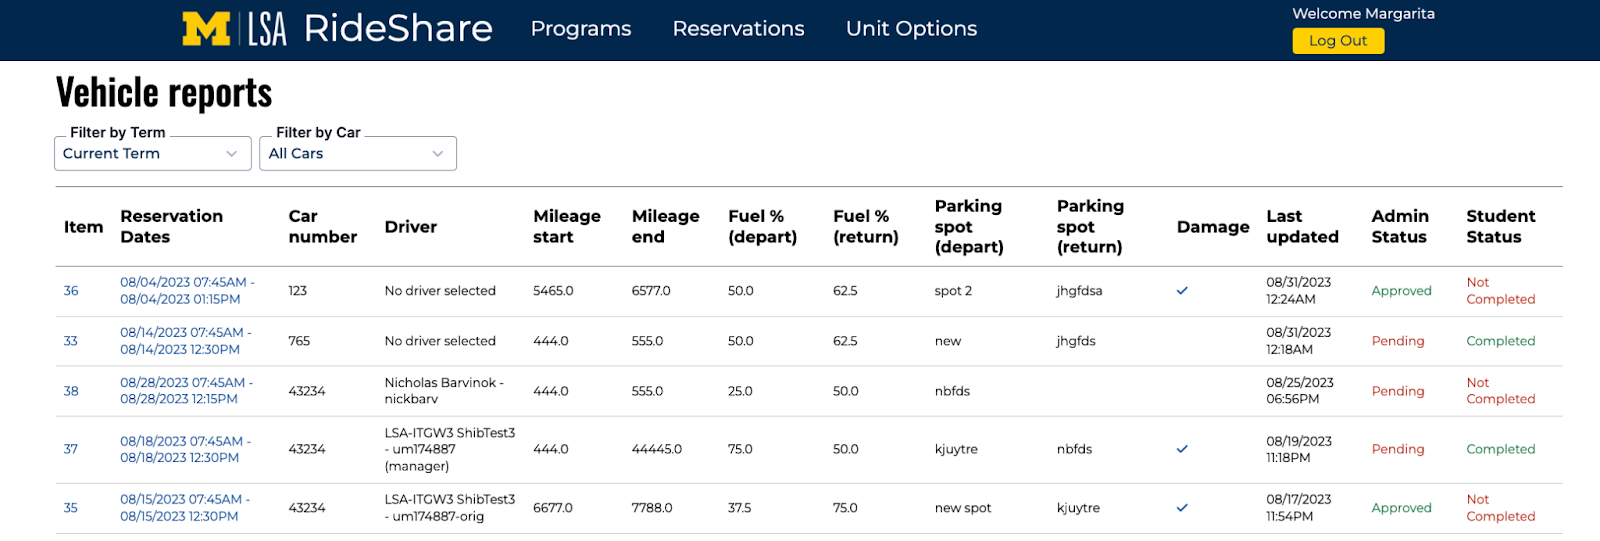 M LSA RideShare Programs Reservations Unit Options Welcome Margarita
Log Out
Vehicle reports
Filter by Term Filter by Car
Current Term All Cars
Item Reservation Dates Car number Driver Mileage start Mileage end Fuel % (depart) Fuel % (return) Parking spot (depart) Parking spot (return) Damage Last updated Admin Status Student Status
36 08/04/2023 07:45AM - 08/04/2023 01:15PM 123 No driver selected 5465.0 6577.0 50.0 62.5 spot 2 jhgfdsa 08/31/2023 12:24AM Approved Not Completed
33 08/14/2023 07:45AM - 08/14/2023 12:30PM 765 No driver selected 444.0 555.0 50.0 62.5 new jhgfds 08/31/2023 12:18AM Pending Completed
38 08/28/2023 07:45AM - 08/28/2023 12:15PM 43234 Nicholas Barvinok - nickbarv 444.0 555.0 25.0 50.0 nbfds 08/25/2023 06:56PM Pending Not Completed
37 08/18/2023 07:45AM - 08/18/2023 12:30PM 43234 LSA-ITGW3 ShibTest3 - um174887 (manager) 444.0 44445.0 75.0 50.0 kjuytre nbfds 08/19/2023 11:18PM Pending Completed
35 08/15/2023 07:45AM - 08/15/2023 12:30PM 43234 LSA-ITGW3 ShibTest3 - um174887-orig 6677.0 7788.0 37.5 75.0 new spot kjuytre 08/17/2023 11:54PM Approved Not Completed